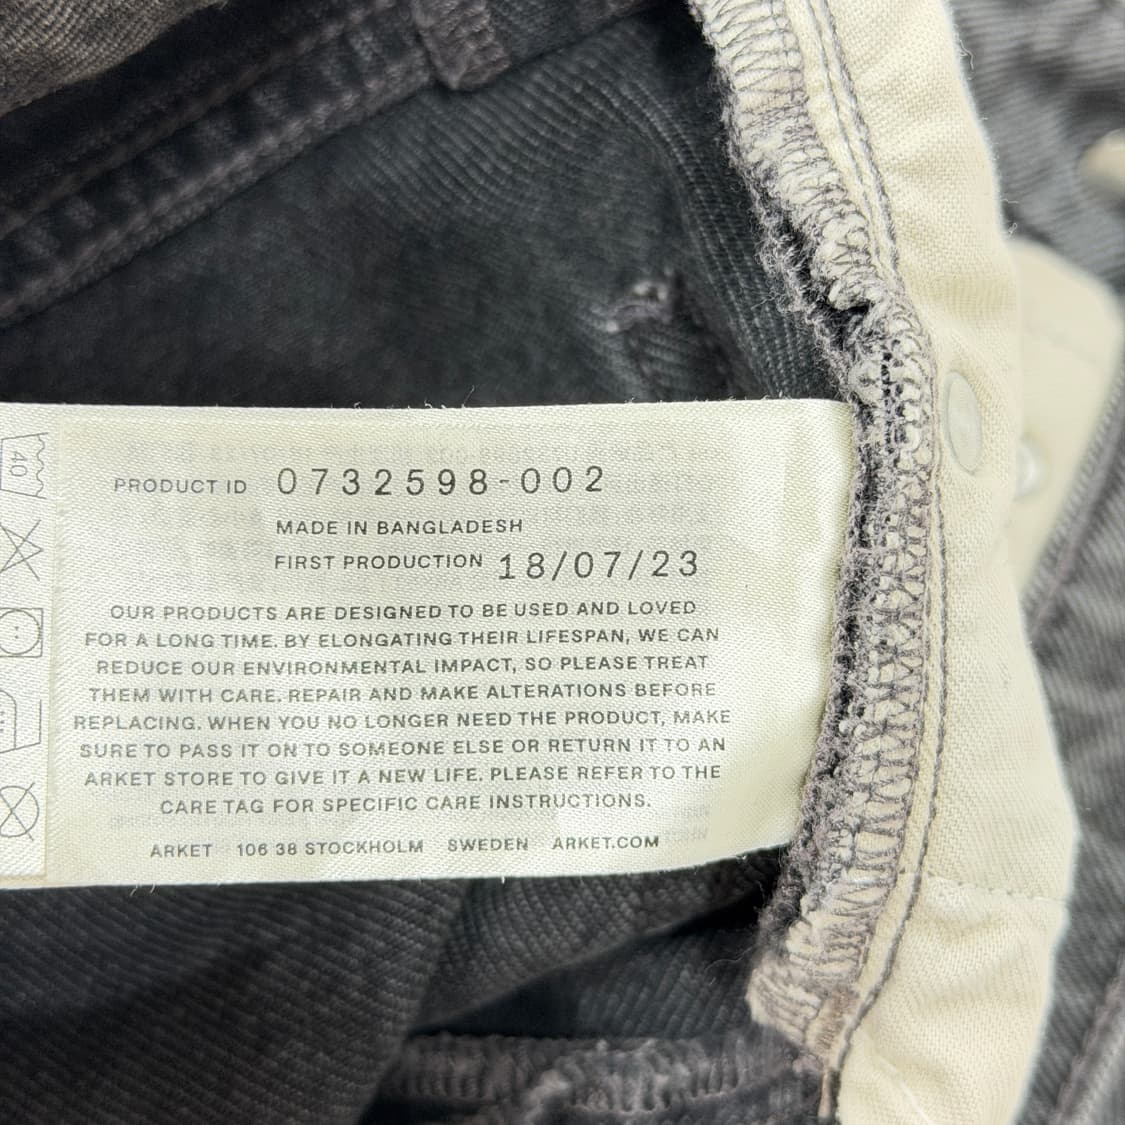 PRODUCT ID 0732598-002
MADE IN BANGLADESH
FIRST PRODUCTION 18/07/23
OUR PRODUCTS ARE DESIGNED TO BE USED AND LOVED
FOR A LONG TIME. BY ELONGATING THEIR LIFESPAN, WE CAN
REDUCE OUR ENVIRONMENTAL IMPACT, SO PLEASE TREAT
THEM WITH CARE. REPAIR AND MAKE ALTERATIONS BEFORE
REPLACING. WHEN YOU NO LONGER NEED THE PRODUCT, MAKE
SURE TO PASS IT ON TO SOMEONE ELSE OR RETURN IT TO AN
ARKET STORE TO GIVE IT A NEW LIFE. PLEASE REFER TO THE
CARE TAG FOR SPECIFIC CARE INSTRUCTIONS.
ARKET 106 38 STOCKHOLM SWEDEN ARKET.COM
40